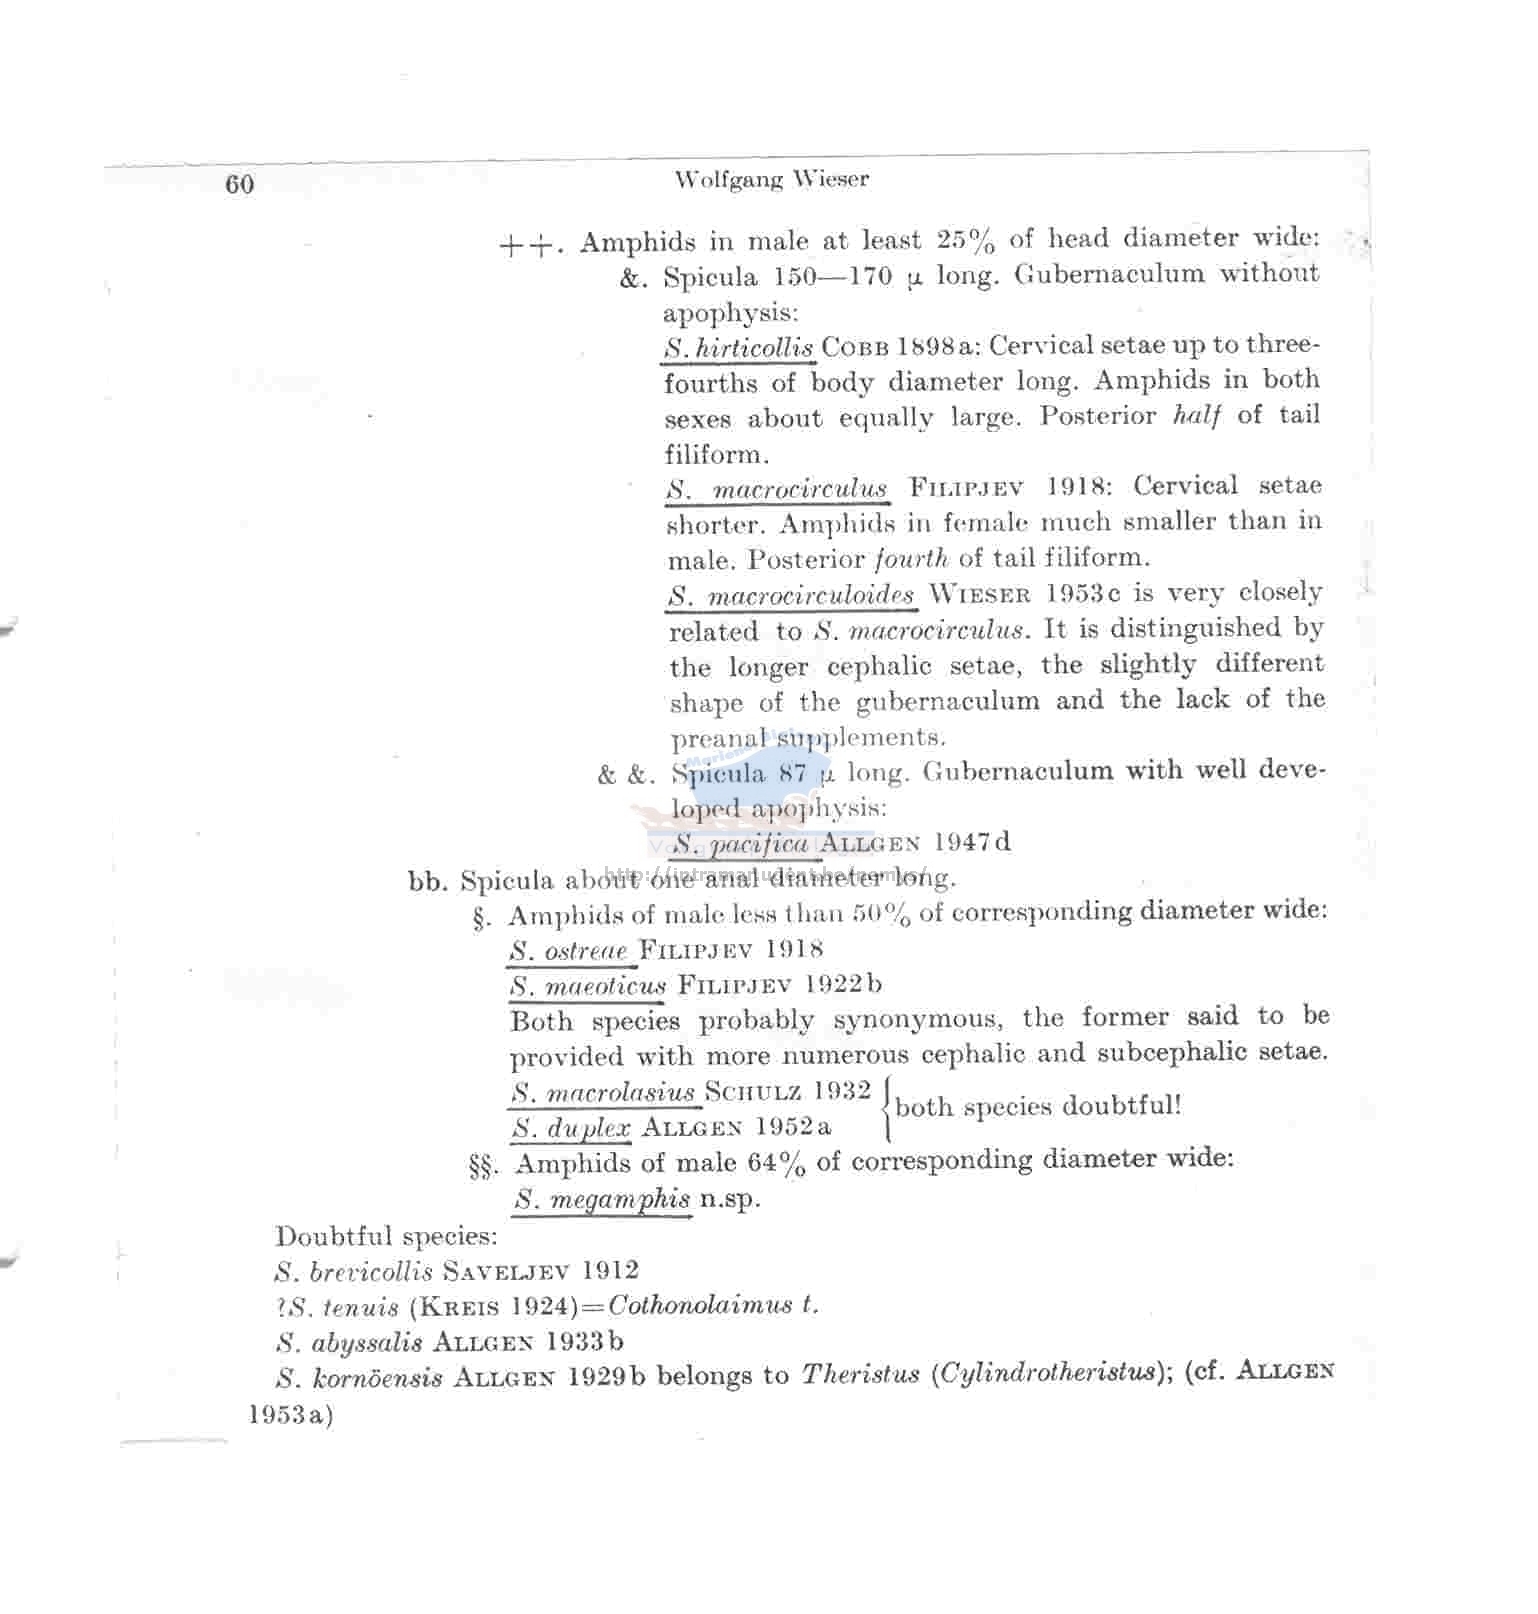 60
Wolfgang Wieser
++. Amphids in male at least 25% of head diameter wide:
&. Spicula 150—170 μ long. Gubernaculum without
apophysis:
S. hirticollis COBB 1898a: Cervical setae up to three-
fourths of body diameter long. Amphids in both
sexes about equally large. Posterior half of tail
filiform.
S. macrocirculus FILIPJEV 1918: Cervical setae
shorter. Amphids in female much smaller than in
male. Posterior fourth of tail filiform.
S. macrocirculoides WIESER 1953c is very closely
related to S. macrocirculus. It is distinguished by
the longer cephalic setae, the slightly different
shape of the gubernaculum and the lack of the
preanal supplements.
& &. Spicula 87 μ long. Gubernaculum with well deve-
loped apophysis:
S. pacifica ALLGEN 1947d
bb. Spicula about one anal diameter long.
§. Amphids of male less than 50% of corresponding diameter wide:
S. ostreae FILIPJEV 1918
S. maeoticus FILIPJEV 1922b
Both species probably synonymous, the former said to be
provided with more numerous cephalic and subcephalic setae.
S. macrolasius SCHULZ 1932
S. duplex ALLGEN 1952a
{both species doubtful!
§§. Amphids of male 64% of corresponding diameter wide:
S. megamphis n.sp.
Doubtful species:
S. brevicollis SAVELJEV 1912
?S. tenuis (KREIS 1924)=Cothonolaimus t.
S. abyssalis ALLGEN 1933b
S. kornöensis ALLGEN 1929b belongs to Theristus (Cylindrotheristus); (cf. ALLGEN
1953a)